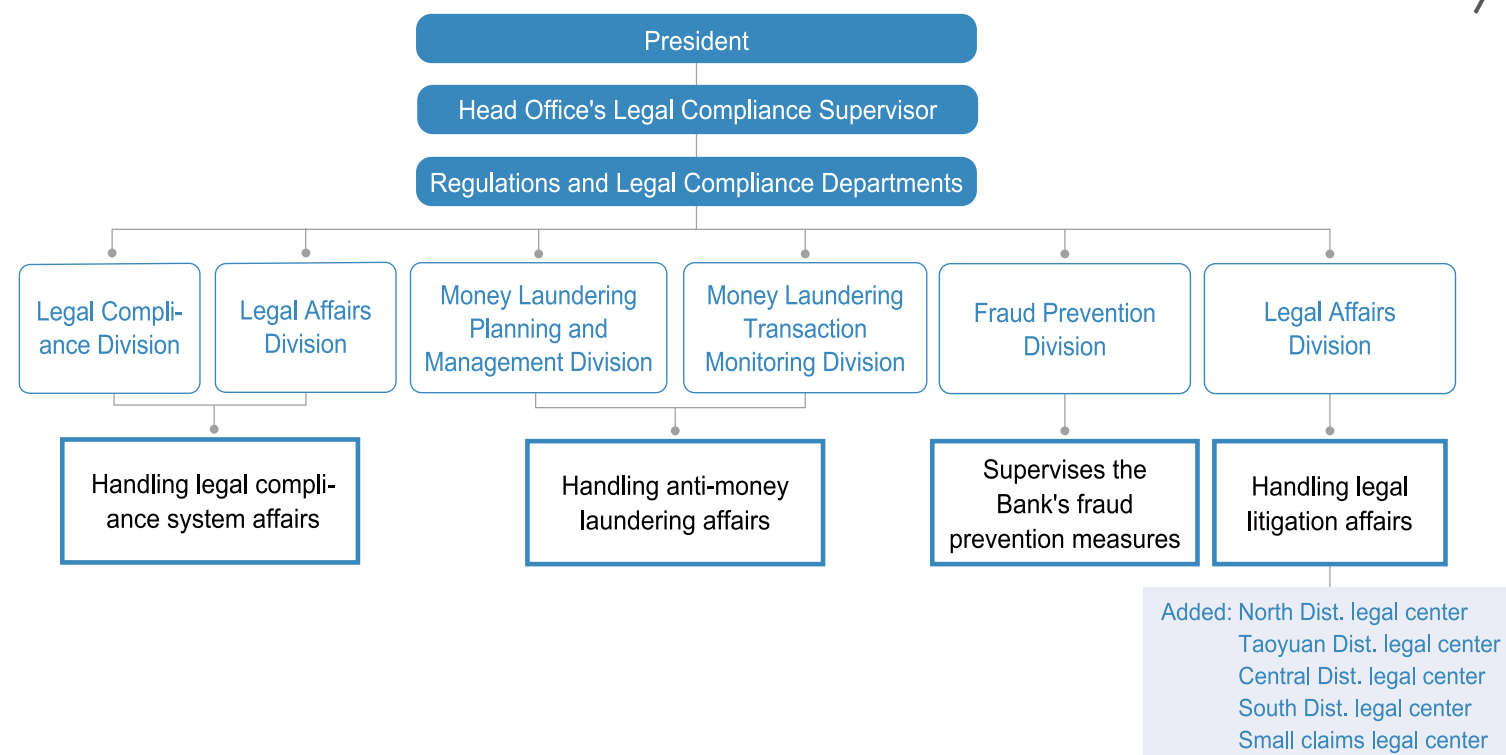 President
Head Office's Legal Compliance Supervisor
Regulations and Legal Compliance Departments
Legal Compli-
ance Division
Legal Affairs
Division
Money Laundering
Planning and
Management Division
Money Laundering
Transaction
Monitoring Division
Fraud Prevention
Division
Legal Affairs
Division
Handling legal compli-
ance system affairs
Handling anti-money
laundering affairs
Supervises the
Bank's fraud
prevention measures
Handling legal
litigation affairs
Added: North Dist. legal center
Taoyuan Dist. legal center
Central Dist. legal center
South Dist. legal center
Small claims legal center